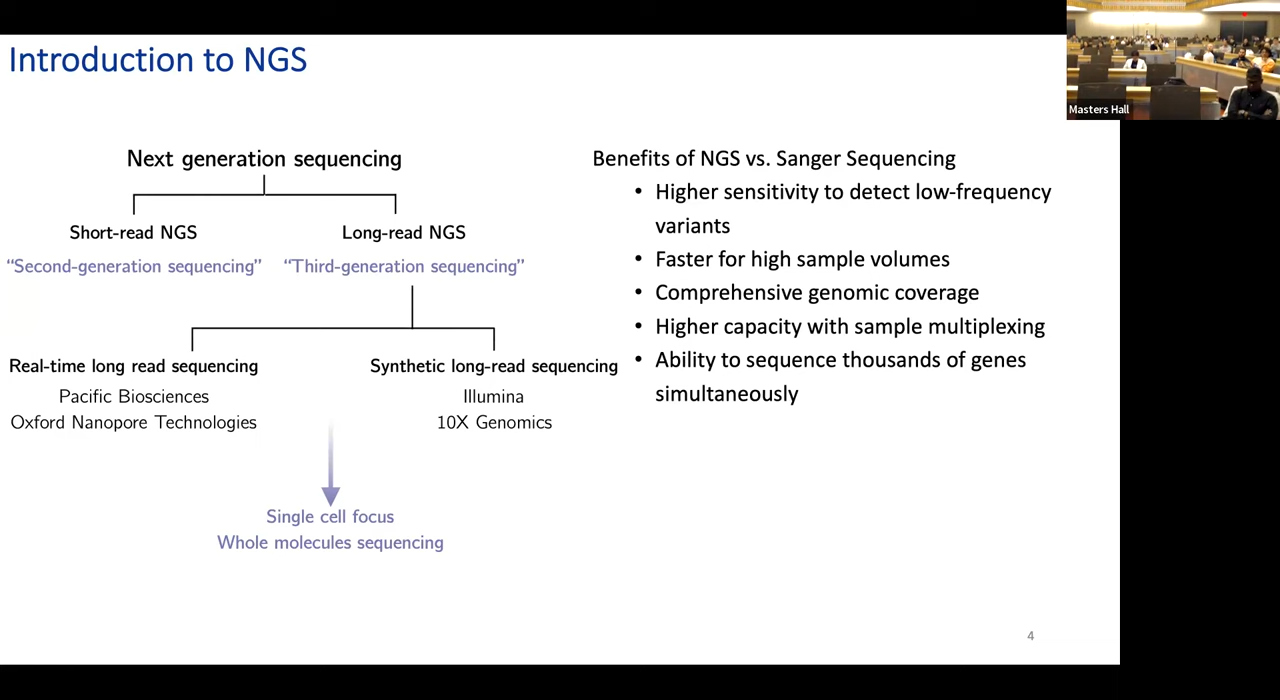 Introduction to NGS
Masters Hall
Next generation sequencing
Short-read NGS
Long-read NGS
“Second-generation sequencing”
“Third-generation sequencing”
Real-time long read sequencing
Synthetic long-read sequencing
Pacific Biosciences
Illumina
Oxford Nanopore Technologies
10X Genomics
Single cell focus
Whole molecules sequencing
Benefits of NGS vs. Sanger Sequencing
• Higher sensitivity to detect low-frequency
variants
• Faster for high sample volumes
• Comprehensive genomic coverage
• Higher capacity with sample multiplexing
• Ability to sequence thousands of genes
simultaneously
4